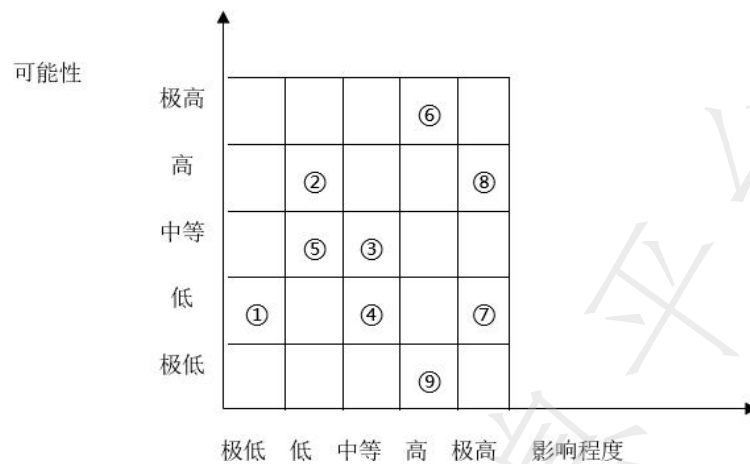 可能性
极高 ⑥
高 ② ⑧
中等 ⑤ ③
低 ① ④ ⑦
极低 ⑨
极低 低 中等 高 极高 影响程度